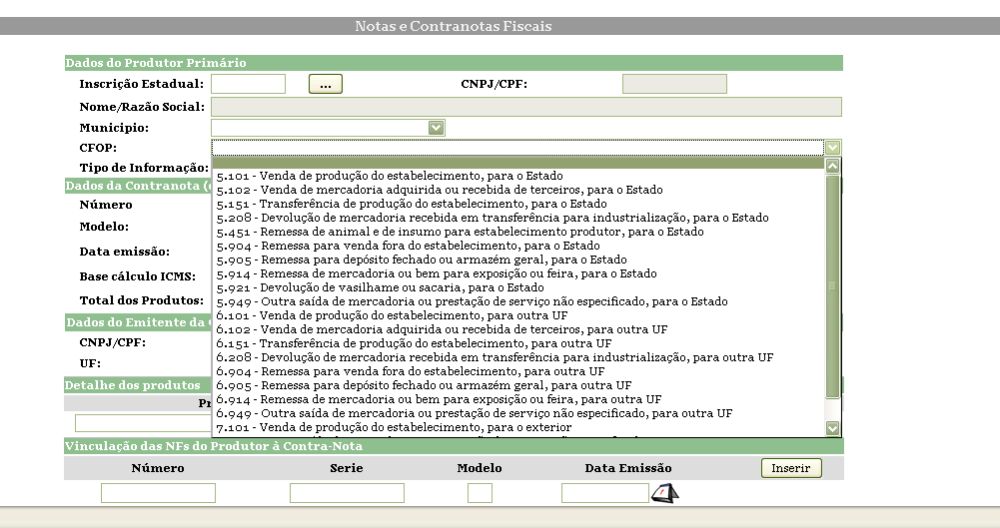 Notas e Contranotas Fiscais
Dados do Produtor Primário
Inscrição Estadual: ... CNPJ/CPF:
Nome/Razão Social:
Municipio:
CFOP:
Tipo de Informação:
5.101 - Venda de produção do estabelecimento, para o Estado
5.102 - Venda de mercadoria adquirida ou recebida de terceiros, para o Estado
5.151 - Transferência de produção do estabelecimento, para o Estado
5.208 - Devolução de mercadoria recebida em transferência para industrialização, para o Estado
5.451 - Remessa de animal e de insumo para estabelecimento produtor, para o Estado
5.904 - Remessa para venda fora do estabelecimento, para o Estado
5.905 - Remessa para depósito fechado ou armazém geral, para o Estado
5.914 - Remessa de mercadoria ou bem para exposição ou feira, para o Estado
5.921 - Devolução de vasilhame ou sacaria, para o Estado
5.949 - Outra saída de mercadoria ou prestação de serviço não especificado, para o Estado
6.101 - Venda de produção do estabelecimento, para outra UF
6.102 - Venda de mercadoria adquirida ou recebida de terceiros, para outra UF
6.151 - Transferência de produção do estabelecimento, para outra UF
6.208 - Devolução de mercadoria recebida em transferência para industrialização, para outra UF
6.904 - Remessa para venda fora do estabelecimento, para outra UF
6.905 - Remessa para depósito fechado ou armazém geral, para outra UF
6.914 - Remessa de mercadoria ou bem para exposição ou feira, para outra UF
6.949 - Outra saída de mercadoria ou prestação de serviço não especificado, para outra UF
7.101 - Venda de produção do estabelecimento, para o exterior
Dados da Contranota (
Número
Modelo:
Data emissão:
Base cálculo ICMS:
Total dos Produtos:
Dados do Emitente da
CNPJ/CPF:
UF:
Detalhe dos produtos
Pr
Vinculação das NFs do Produtor à Contra-Nota
Número Serie Modelo Data Emissão Inserir